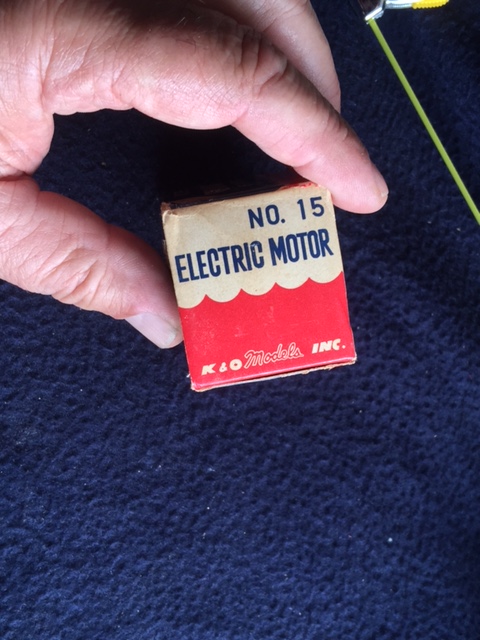 NO. 15
ELECTRIC MOTOR
K & O Models INC.